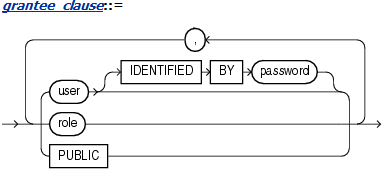 grantee_clause::=
,
IDENTIFIED BY password
user
role
PUBLIC